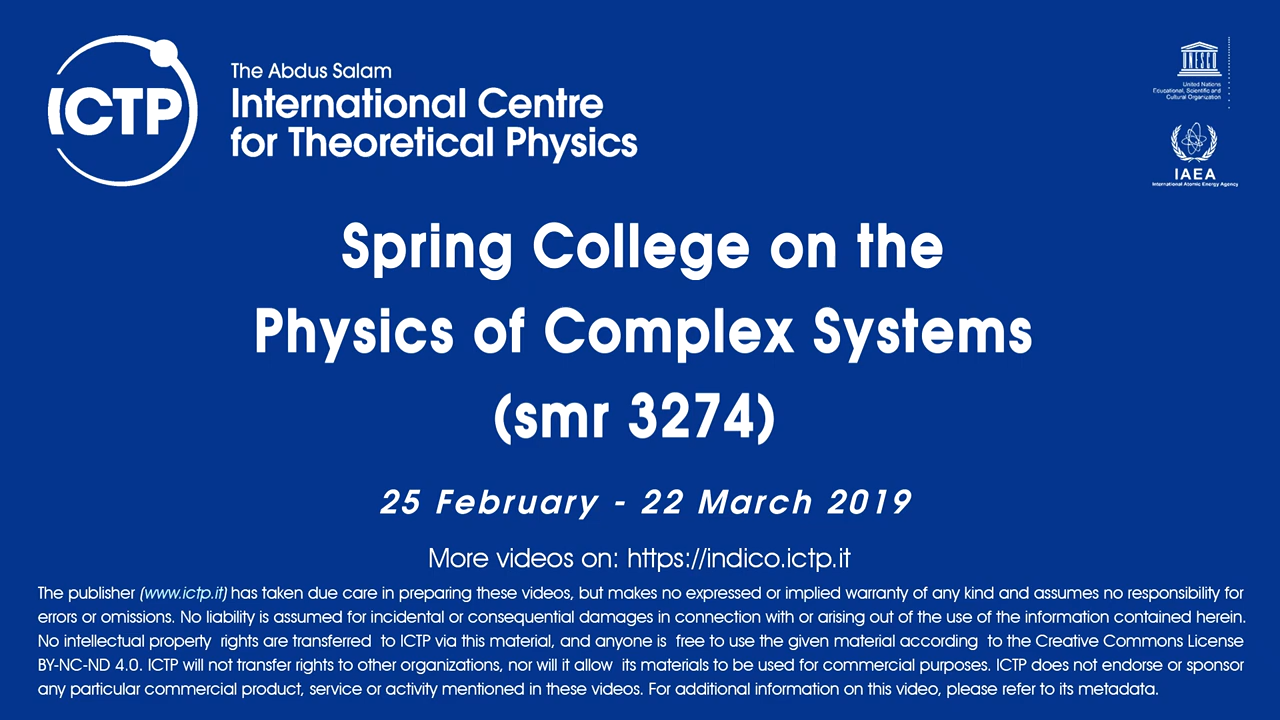 ICTP
The Abdus Salam
International Centre
for Theoretical Physics
UNESCO
United Nations
Educational, Scientific and
Cultural Organization
IAEA
International Atomic Energy Agency
Spring College on the
Physics of Complex Systems
(smr 3274)
25 February - 22 March 2019
More videos on: https://indico.ictp.it
The publisher (www.ictp.it) has taken due care in preparing these videos, but makes no expressed or implied warranty of any kind and assumes no responsibility for
errors or omissions. No liability is assumed for incidental or consequential damages in connection with or arising out of the use of the information contained herein.
No intellectual property rights are transferred to ICTP via this material, and anyone is free to use the given material according to the Creative Commons License
BY-NC-ND 4.0. ICTP will not transfer rights to other organizations, nor will it allow its materials to be used for commercial purposes. ICTP does not endorse or sponsor
any particular commercial product, service or activity mentioned in these videos. For additional information on this video, please refer to its metadata.